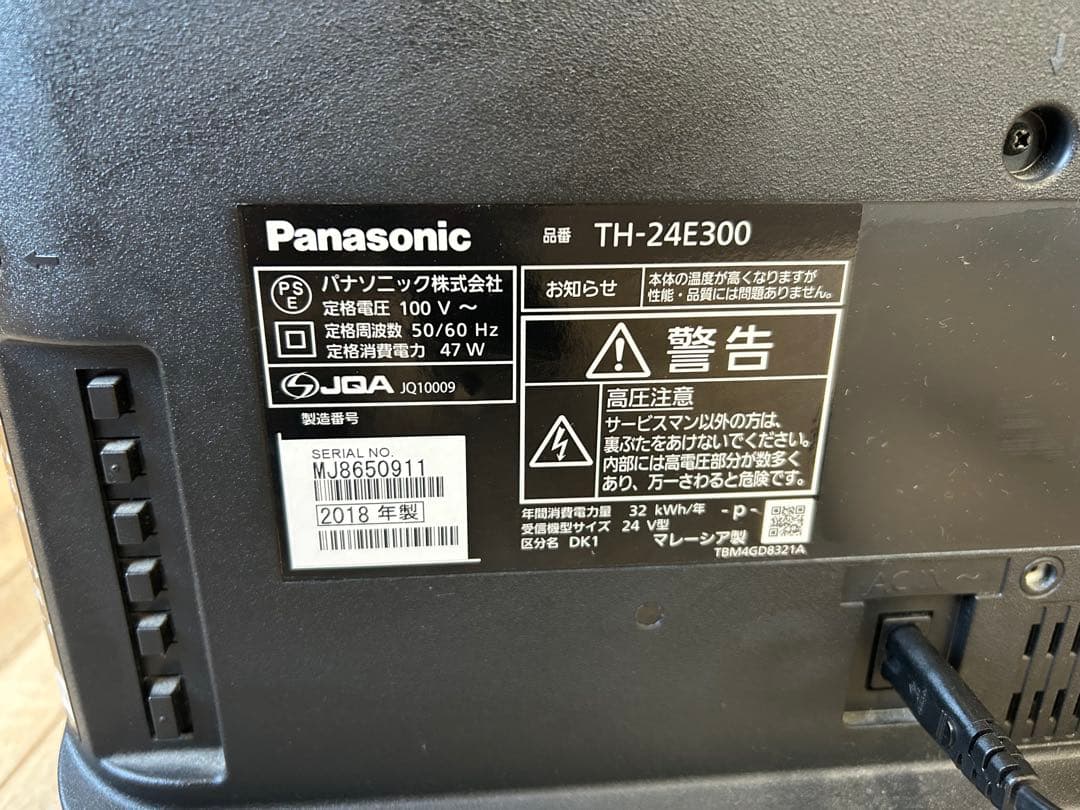 Panasonic
品番 TH-24E300
PS
E
パナソニック株式会社
定格電圧 100 V ～
定格周波数 50/60 Hz
定格消費電力 47 W
JQA JQ10009
製造番号
SERIAL NO.
MJ8650911
2018 年製
お知らせ
本体の温度が高くなりますが
性能・品質には問題ありません。
警告
高圧注意
サービスマン以外の方は、
裏ぶたをあけないでください。
内部には高電圧部分が数多く
あり、万一さわると危険です。
年間消費電力量 32 kWh/年 -p-
受信機型サイズ 24 V型
区分名 DK1 マレーシア製
TBM4GD8321A
AC IN ～